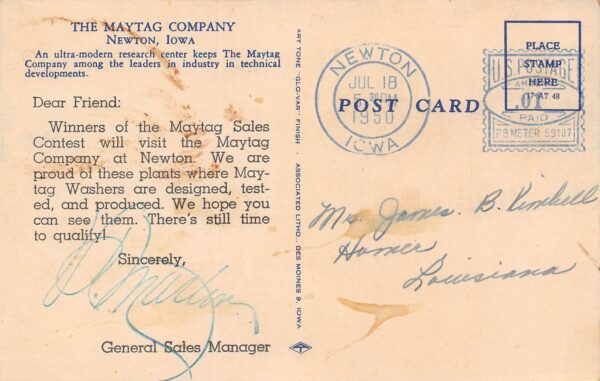 THE MAYTAG COMPANY
NEWTON, IOWA
An ultra-modern research center keeps The Maytag
Company among the leaders in industry in technical
developments.
Dear Friend:
Winners of the Maytag Sales
Contest will visit the Maytag
Company at Newton. We are
proud of these plants where May-
tag Washers are designed, test-
ed, and produced. We hope you
can see them. There's still time
to qualify!
Sincerely,
General Sales Manager
ART TONE "GLO-VAR" FINISH · ASSOCIATED LITHO., DES MOINES 9, IOWA
NEWTON
JUL 18
PM
1950
IOWA
POST CARD
PLACE
STAMP
HERE
U.S. POSTAGE
.01
PAID
P B METER 59107
James B. Kimbell
Homer
Louisiana